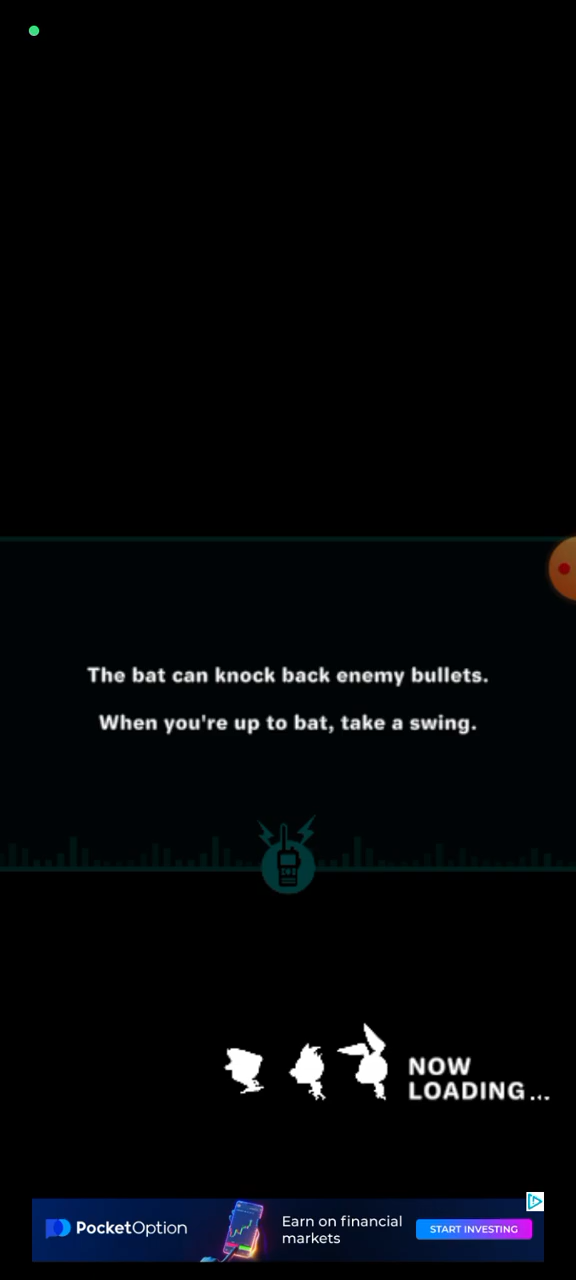 The bat can knock back enemy bullets.
When you're up to bat, take a swing.
NOW
LOADING...
PocketOption
Earn on financial
markets
START INVESTING